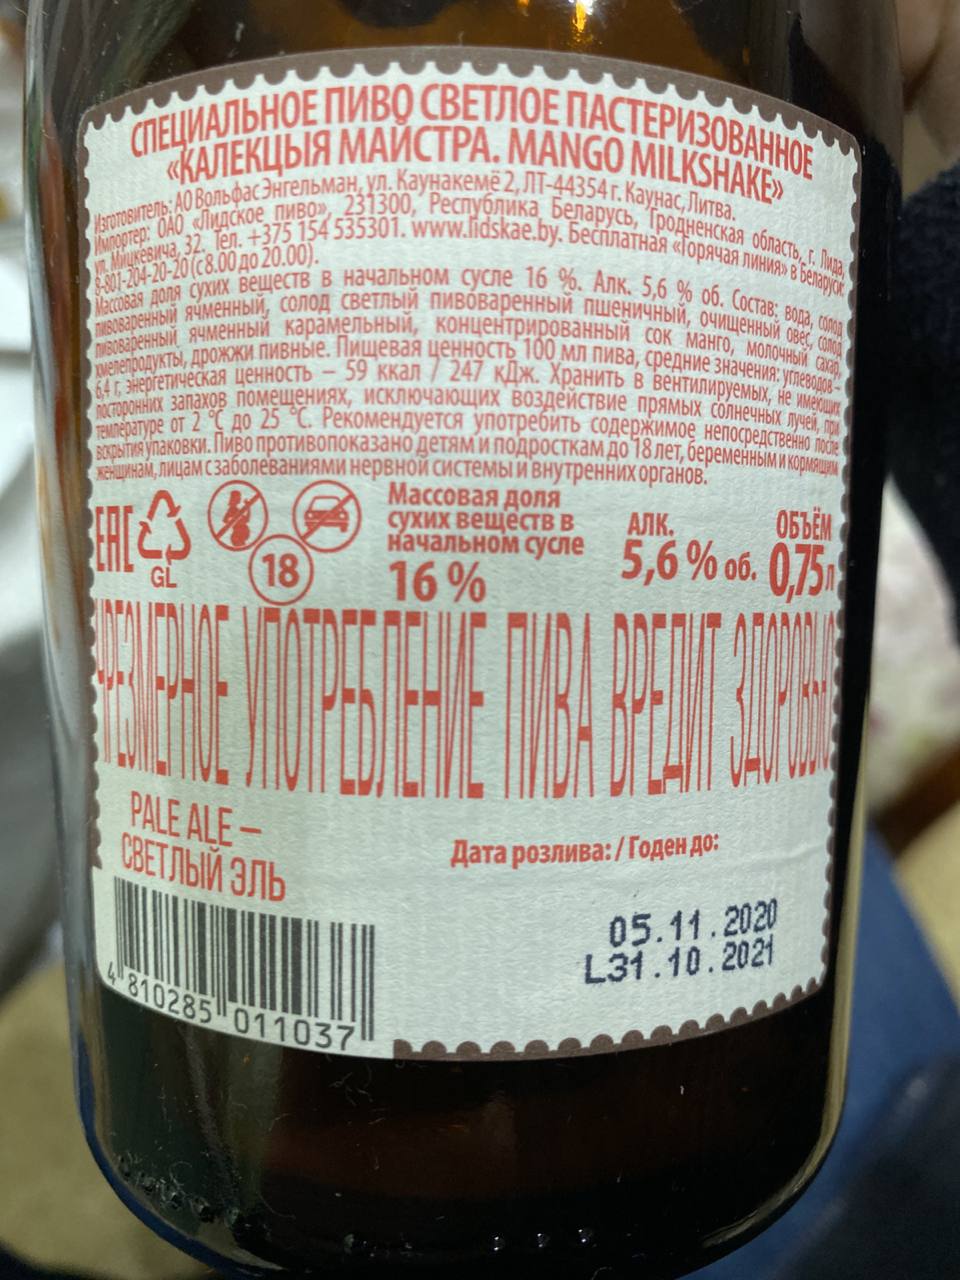 СПЕЦИАЛЬНОЕ ПИВО СВЕТЛОЕ ПАСТЕРИЗОВАННОЕ
«КАЛЕКЦЫЯ МАЙСТРА. MANGO MILKSHAKE»
Изготовитель: АО Вольфас Энгельман, ул. Каунакемё 2, ЛТ-44354 г. Каунас, Литва.
Импортер: ОАО «Лидское пиво», 231300, Республика Беларусь, Гродненская область, г. Лида,
ул. Мицкевича, 32. Тел. +375 154 535301. www.lidskae.by. Бесплатная «Горячая линия» в Беларуси:
8-801-204-20-20 (с 8.00 до 20.00).
Массовая доля сухих веществ в начальном сусле 16 %. Алк. 5,6 % об. Состав: вода, солод
пивоваренный ячменный, солод светлый пивоваренный пшеничный, очищенный овес, солод
пивоваренный ячменный карамельный, концентрированный сок манго, молочный сахар,
хмелепродукты, дрожжи пивные. Пищевая ценность 100 мл пива, средние значения: углеводов –
6,4 г, энергетическая ценность – 59 ккал / 247 кДж. Хранить в вентилируемых, не имеющих
посторонних запахов помещениях, исключающих воздействие прямых солнечных лучей, при
температуре от 2 °С до 25 °С. Рекомендуется употребить содержимое непосредственно после
вскрытия упаковки. Пиво противопоказано детям и подросткам до 18 лет, беременным и кормящим
женщинам, лицам с заболеваниями нервной системы и внутренних органов.
ЕАС
GL
18
Массовая доля
сухих веществ в
начальном сусле
16 %
АЛК.
5,6 % об.
ОБЪЁМ
0,75 л
ЧРЕЗМЕРНОЕ УПОТРЕБЛЕНИЕ ПИВА ВРЕДИТ ЗДОРОВЬЮ
PALE ALE –
СВЕТЛЫЙ ЭЛЬ
Дата розлива: / Годен до:
05.11.2020
L31.10.2021
4 810285 011037